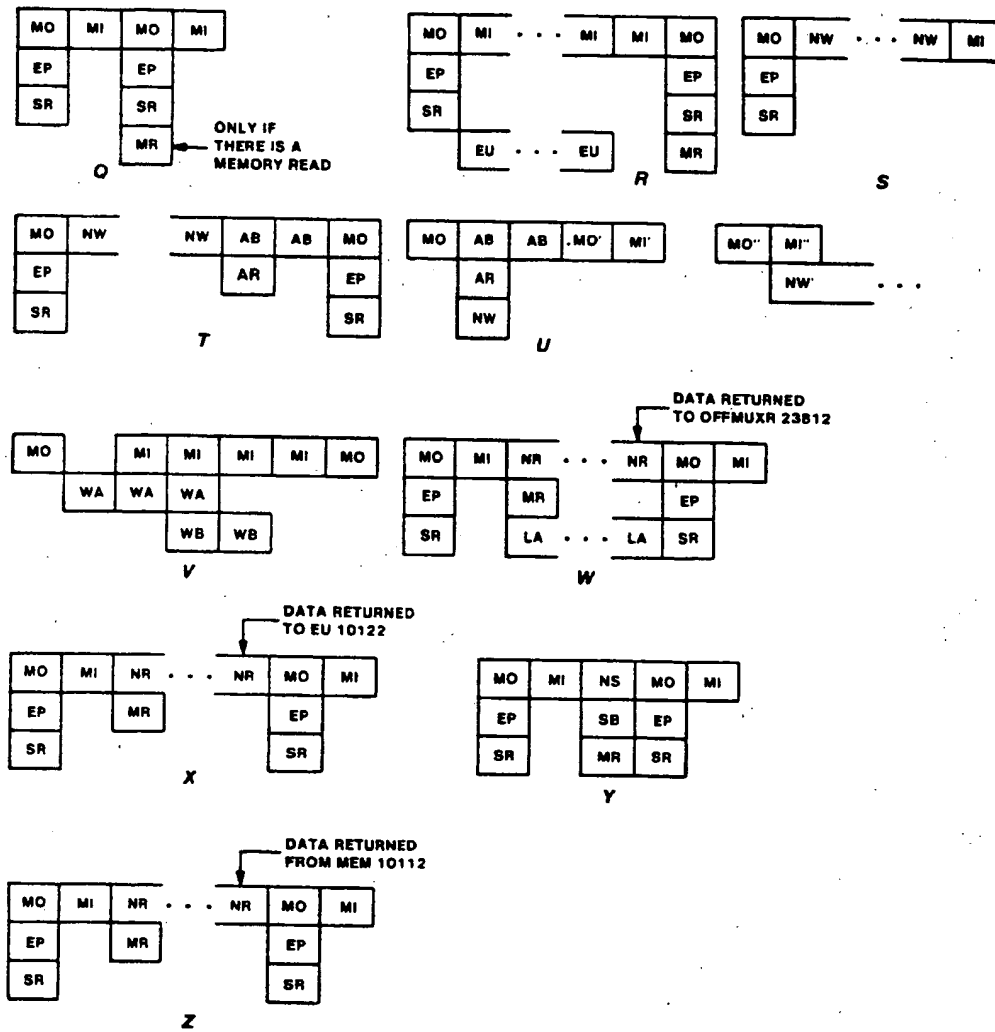 MO MI MO MI
EP EP
SR SR
MR
ONLY IF
THERE IS A
MEMORY READ
Q
MO MI · · · MI MI MO
EP EP
SR SR
EU · · · EU MR
R
MO NW · · · NW MI
EP
SR
S
MO NW NW AB AB MO
EP AR EP
SR SR
T
MO AB AB .MO' MI'
AR
NW
U
MO" MI"
NW' · · ·
DATA RETURNED
TO OFFMUXR 23812
MO MI MI MI MI MO
WA WA WA
WB WB
V
MO MI NR · · · NR MO MI
EP MR EP
SR LA · · · LA SR
W
DATA RETURNED
TO EU 10122
MO MI NR · · · NR MO MI
EP MR EP
SR SR
X
MO MI NS MO MI
EP SB EP
SR MR SR
Y
DATA RETURNED
FROM MEM 10112
MO MI NR · · · NR MO MI
EP MR EP
SR SR
Z